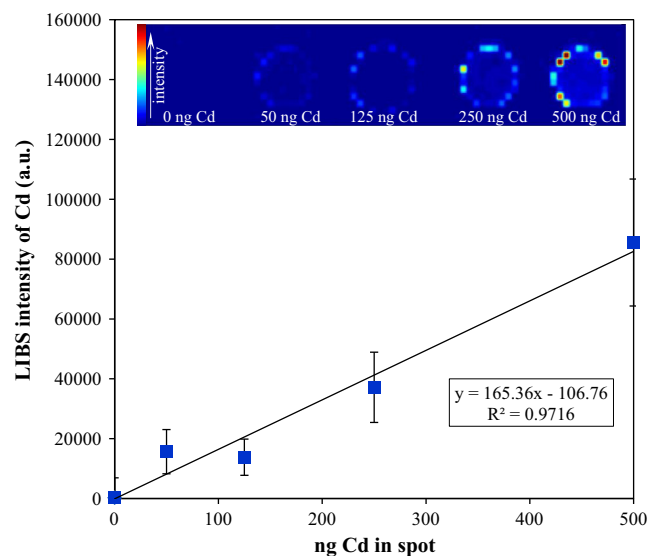 160000
140000
120000
100000
80000
60000
40000
20000
0
LIBS intensity of Cd (a.u.)
intensity
0 ng Cd 50 ng Cd 125 ng Cd 250 ng Cd 500 ng Cd
y = 165.36x - 106.76
R² = 0.9716
0 100 200 300 400 500
ng Cd in spot